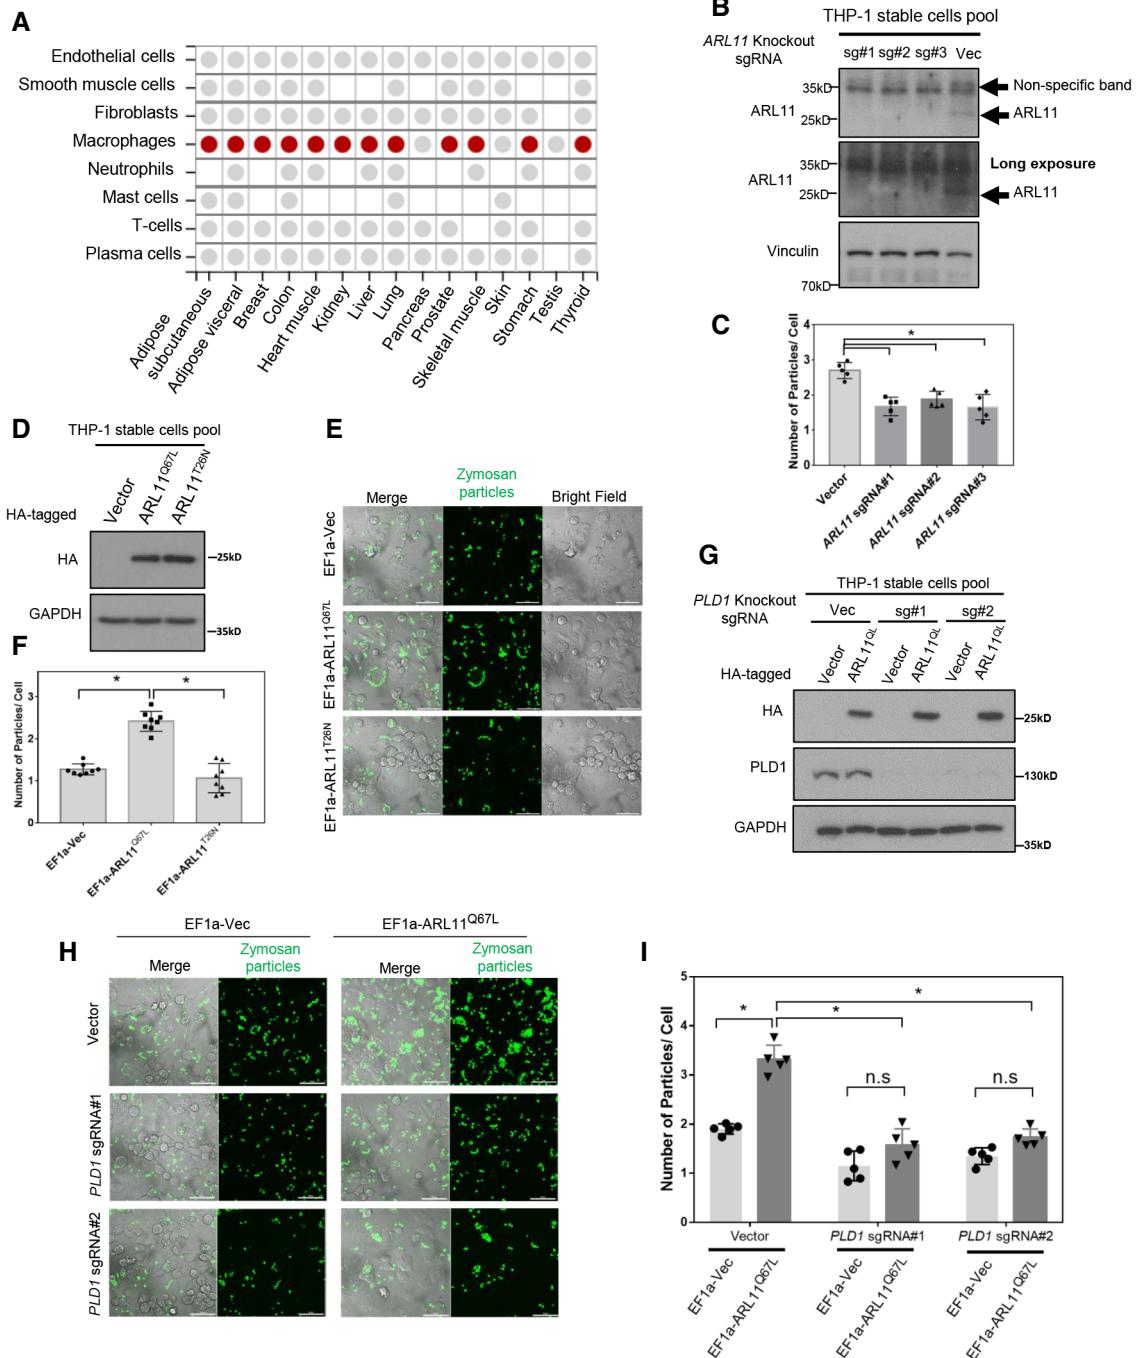 A
Endothelial cells
Smooth muscle cells
Fibroblasts
Macrophages
Neutrophils
Mast cells
T-cells
Plasma cells
Adipose
subcutaneous
Adipose visceral
Breast
Colon
Heart muscle
Kidney
Liver
Lung
Pancreas
Prostate
Skeletal muscle
Skin
Stomach
Testis
Thyroid
B
THP-1 stable cells pool
ARL11 Knockout
sgRNA
sg#1 sg#2 sg#3 Vec
35kD
Non-specific band
ARL11
25kD
ARL11
35kD
Long exposure
ARL11
25kD
ARL11
Vinculin
70kD
C
Number of Particles/ Cell
4
3
2
1
0
*
Vector
ARL11 sgRNA#1
ARL11 sgRNA#2
ARL11 sgRNA#3
D
THP-1 stable cells pool
HA-tagged
Vector
ARL11Q67L
ARL11T26N
HA
25kD
GAPDH
35kD
E
Merge
Zymosan
particles
Bright Field
EF1a-Vec
EF1a-ARL11Q67L
EF1a-ARL11T26N
F
Number of Particles/ Cell
3
2
1
0
* *
EF1a-Vec
EF1a-ARL11Q67L
EF1a-ARL11T26N
G
THP-1 stable cells pool
PLD1 Knockout
sgRNA
Vec sg#1 sg#2
HA-tagged
Vector
ARL11QL
Vector
ARL11QL
Vector
ARL11QL
HA
25kD
PLD1
130kD
GAPDH
35kD
H
EF1a-Vec
EF1a-ARL11Q67L
Merge
Zymosan
particles
Merge
Zymosan
particles
Vector
PLD1 sgRNA#1
PLD1 sgRNA#2
I
Number of Particles/ Cell
5
4
3
2
1
0
*
*
*
n.s
n.s
Vector
PLD1 sgRNA#1
PLD1 sgRNA#2
EF1a-Vec
EF1a-ARL11Q67L
EF1a-Vec
EF1a-ARL11Q67L
EF1a-Vec
EF1a-ARL11Q67L